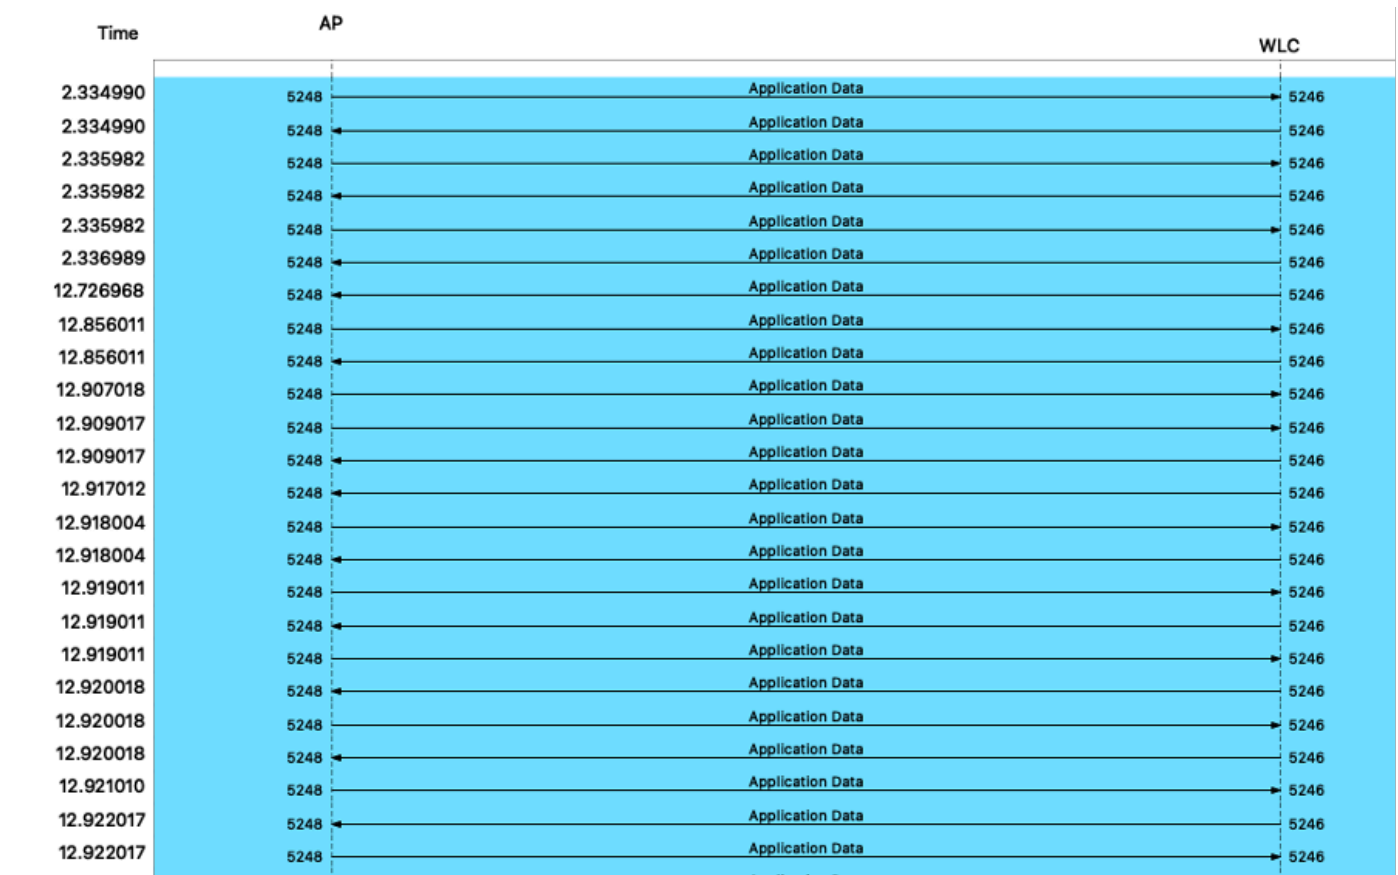 AP
Time
WLC
Application Data
2.334990 5248 5246
Application Data
2.334990 5248 5246
Application Data
2.335982 5248 5246
Application Data
2.335982 5248 5246
Application Data
2.335982 5248 5246
Application Data
2.336989 5248 5246
Application Data
12.726968 5248 5246
Application Data
12.856011 5248 5246
Application Data
12.856011 5248 5246
Application Data
12.907018 5248 5246
Application Data
12.909017 5248 5246
Application Data
12.909017 5248 5246
Application Data
12.917012 5248 5246
Application Data
12.918004 5248 5246
Application Data
12.918004 5248 5246
Application Data
12.919011 5248 5246
Application Data
12.919011 5248 5246
Application Data
12.919011 5248 5246
Application Data
12.920018 5248 5246
Application Data
12.920018 5248 5246
Application Data
12.920018 5248 5246
Application Data
12.921010 5248 5246
Application Data
12.922017 5248 5246
Application Data
12.922017 5248 5246